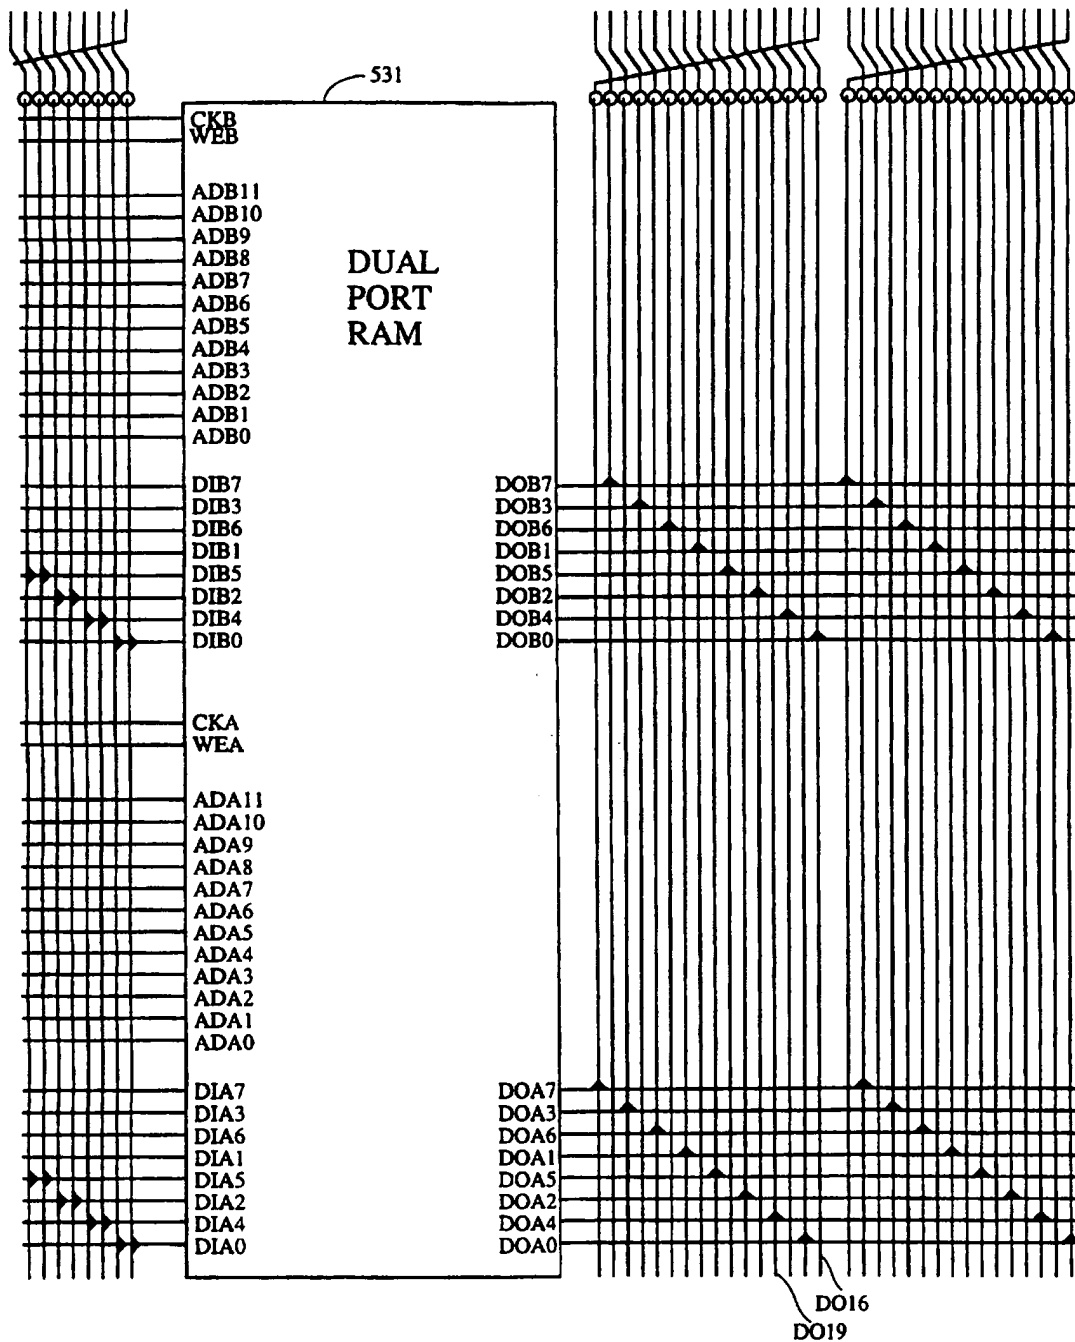 531
CKB
WEB
ADB11
ADB10
ADB9
ADB8
ADB7
ADB6
ADB5
ADB4
ADB3
ADB2
ADB1
ADB0
DUAL
PORT
RAM
DIB7 DOB7
DIB3 DOB3
DIB6 DOB6
DIB1 DOB1
DIB5 DOB5
DIB2 DOB2
DIB4 DOB4
DIB0 DOB0
CKA
WEA
ADA11
ADA10
ADA9
ADA8
ADA7
ADA6
ADA5
ADA4
ADA3
ADA2
ADA1
ADA0
DIA7 DOA7
DIA3 DOA3
DIA6 DOA6
DIA1 DOA1
DIA5 DOA5
DIA2 DOA2
DIA4 DOA4
DIA0 DOA0
DO16
DO19